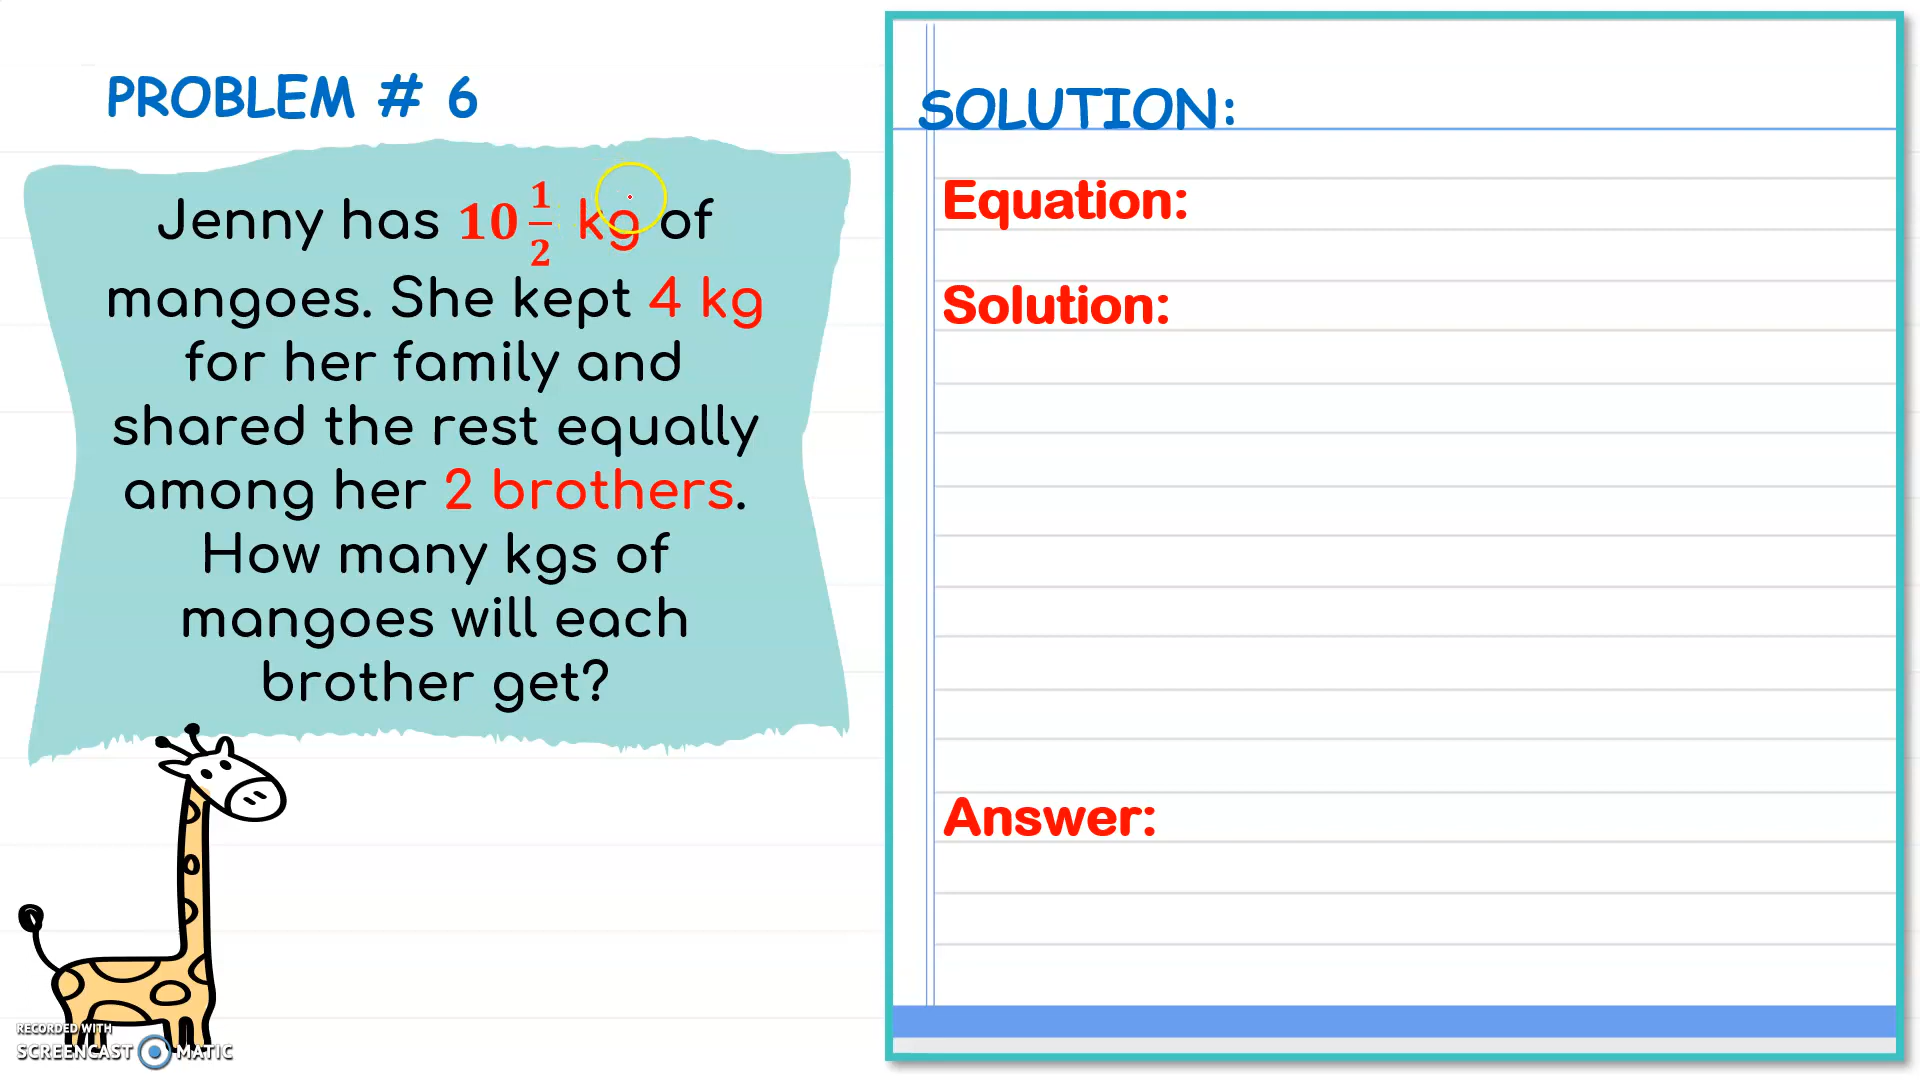 PROBLEM # 6
Jenny has 10 1/2 kg of
mangoes. She kept 4 kg
for her family and
shared the rest equally
among her 2 brothers.
How many kgs of
mangoes will each
brother get?
SOLUTION:
Equation:
Solution:
Answer:
RECORDED WITH
SCREENCAST MATIC